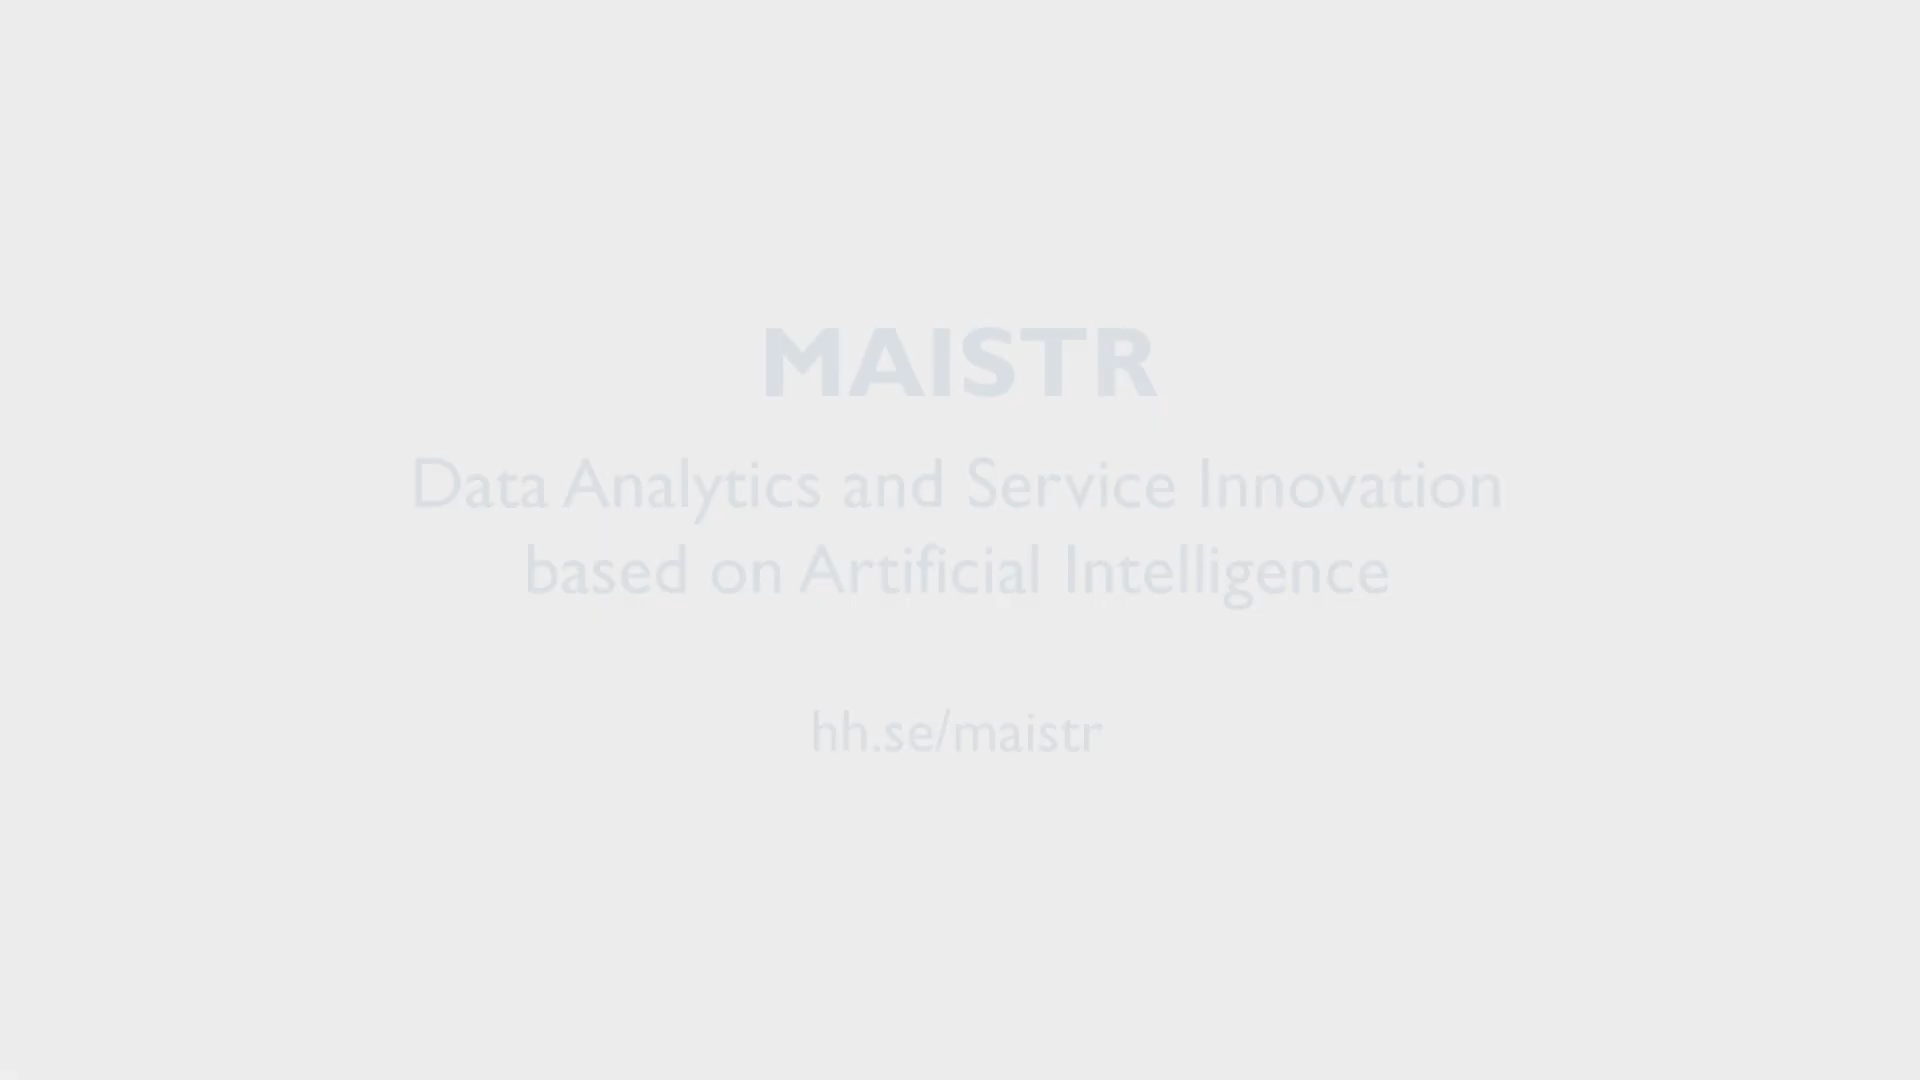 MAISTR
Data Analytics and Service Innovation
based on Artificial Intelligence
hh.se/maistr